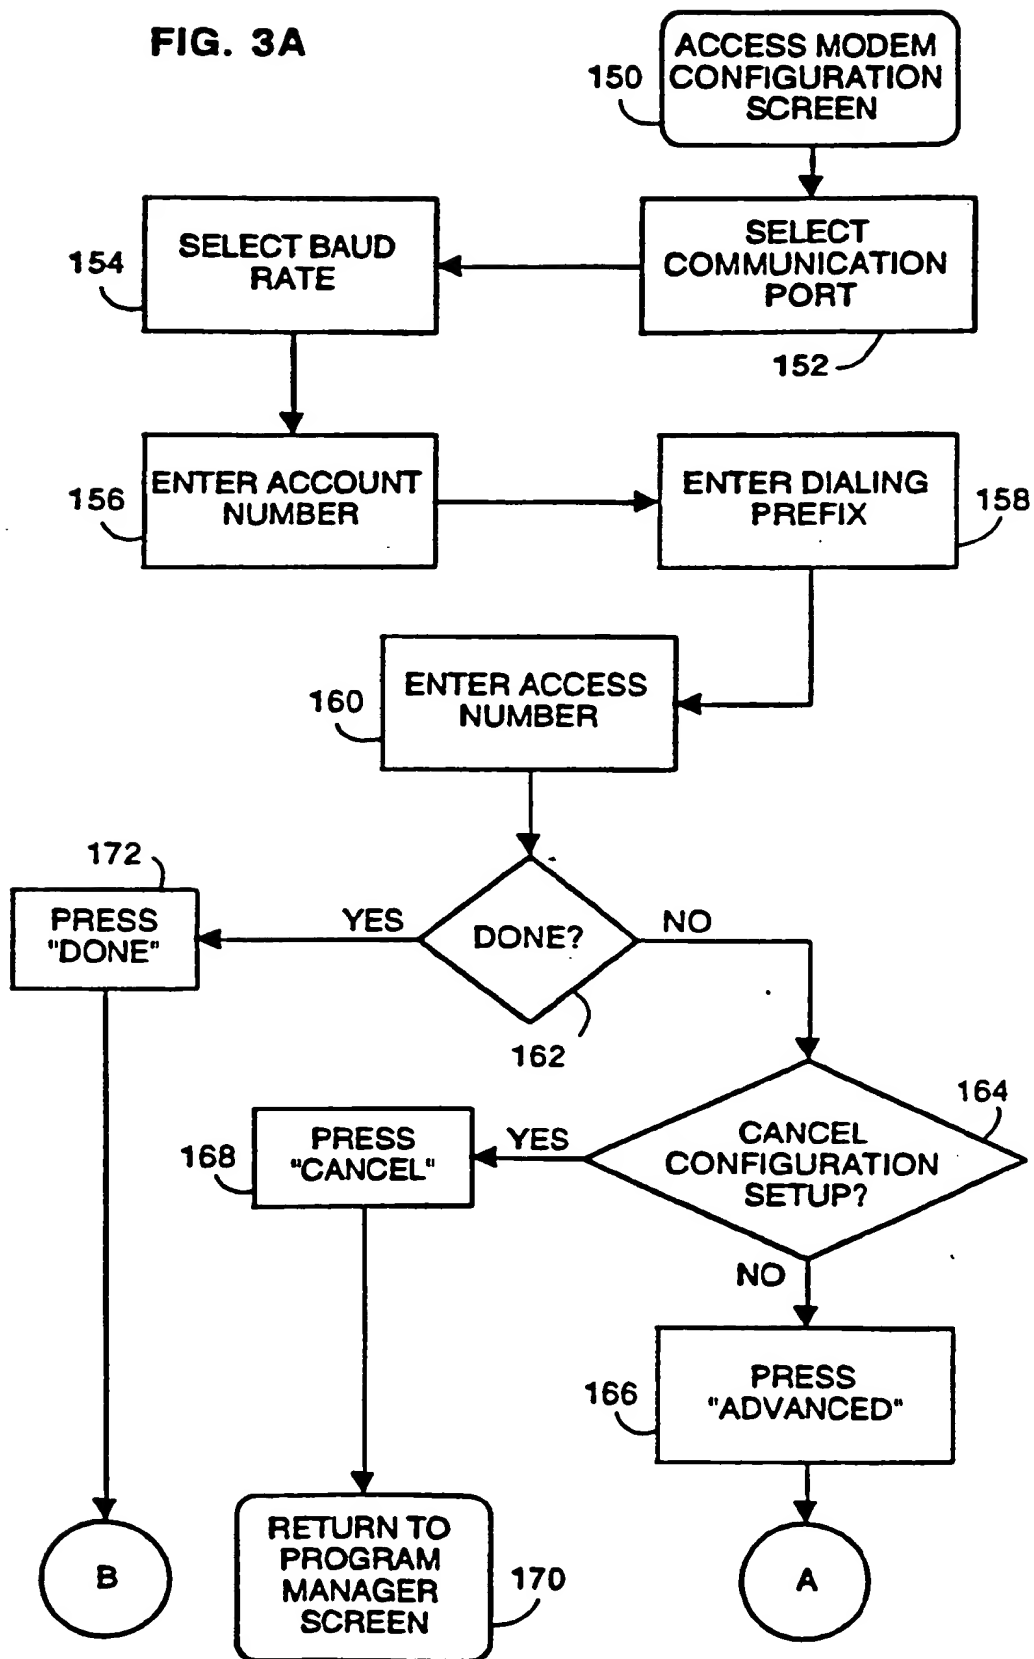 FIG. 3A
ACCESS MODEM
CONFIGURATION
SCREEN
150
SELECT
COMMUNICATION
PORT
152
SELECT BAUD
RATE
154
ENTER ACCOUNT
NUMBER
156
ENTER DIALING
PREFIX
158
ENTER ACCESS
NUMBER
160
DONE?
162
YES
NO
172
PRESS
"DONE"
164
CANCEL
CONFIGURATION
SETUP?
YES
NO
168
PRESS
"CANCEL"
166
PRESS
"ADVANCED"
B
RETURN TO
PROGRAM
MANAGER
SCREEN
170
A